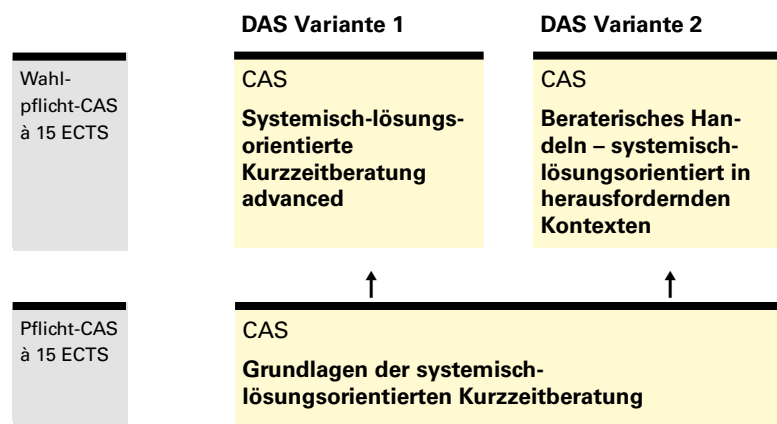 DAS Variante 1
DAS Variante 2
Wahl-
pflicht-CAS
à 15 ECTS
CAS
Systemisch-lösungs-
orientierte
Kurzzeitberatung
advanced
CAS
Beraterisches Han-
deln – systemisch-
lösungsorientiert in
herausfordernden
Kontexten
Pflicht-CAS
à 15 ECTS
CAS
Grundlagen der systemisch-
lösungsorientierten Kurzzeitberatung